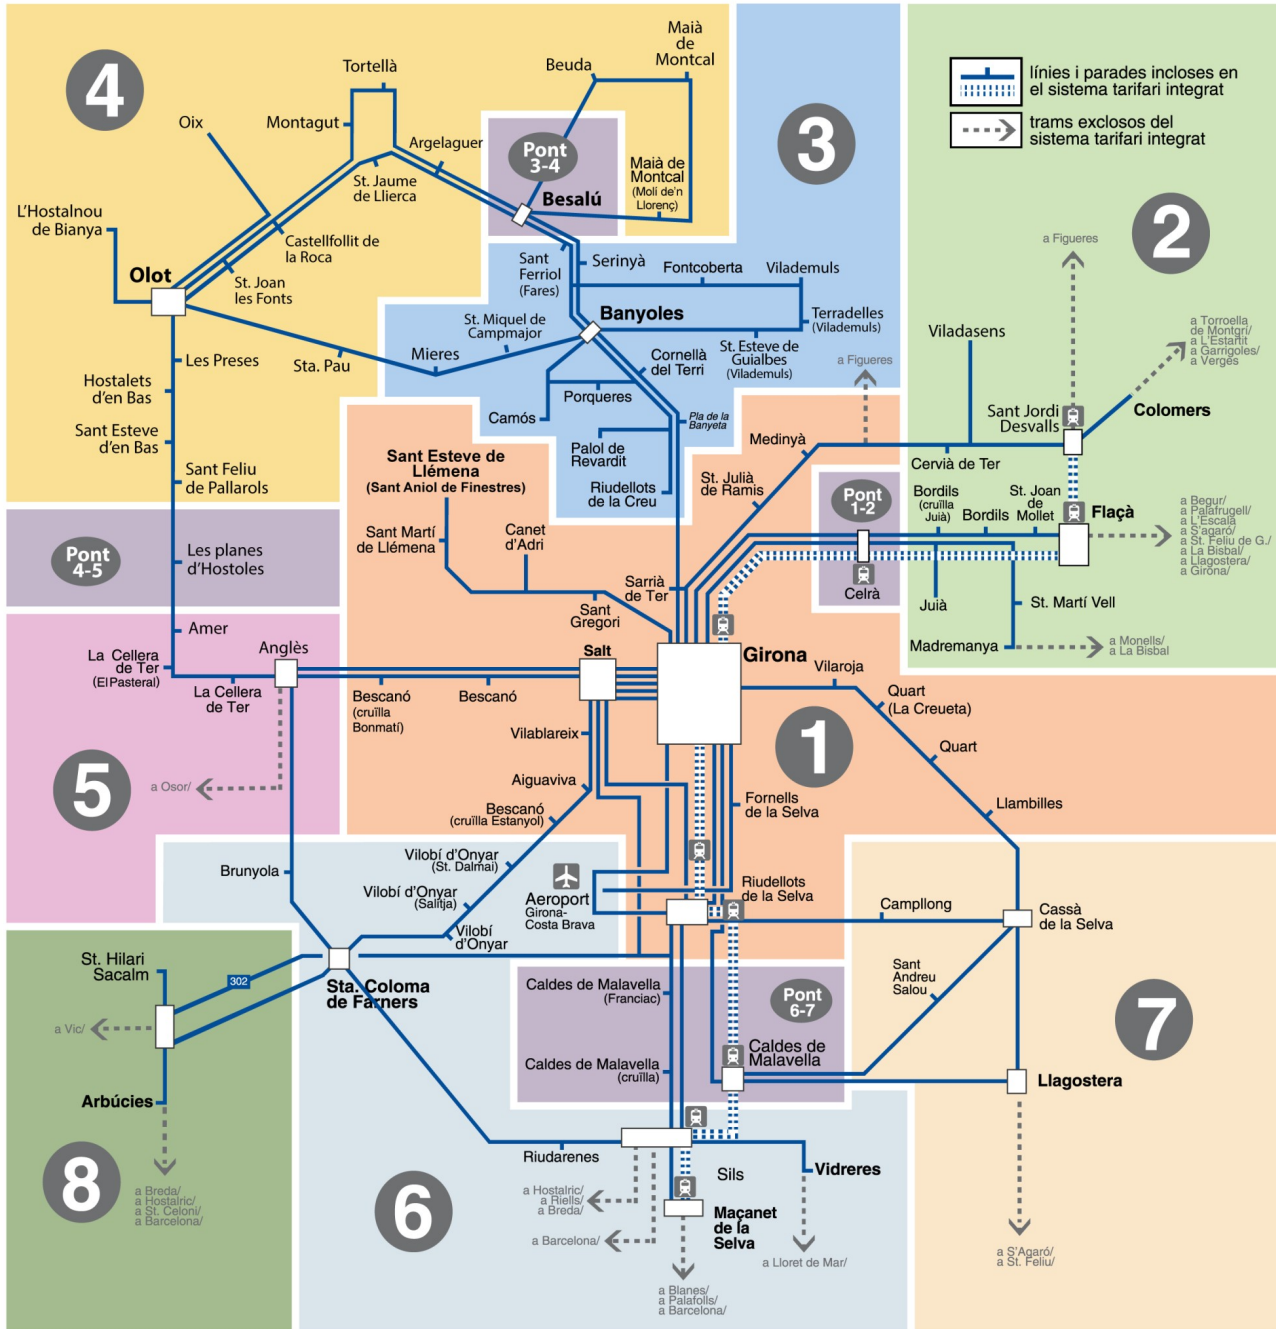 4
Tortellà
Oix
Montagut
Beuda
Maià
de
Montcal
Argelaguer
St. Jaume
de Llierca
Pont
3-4
Besalú
Maià de
Montcal
(Molí de'n
Llorenç)
L'Hostalnou
de Bianya
Olot
Castellfollit de
la Roca
St. Joan
les Fonts
Les Preses
Hostalets
d'en Bas
Sant Esteve
d'en Bas
Sant Feliu
de Pallarols
Sta. Pau
3
Sant
Ferriol
(Fares)
Serinyà
Fontcoberta
Vilademuls
Banyoles
Terradelles
(Vilademuls)
St. Miquel de
Campmajor
Mieres
St. Esteve de
Guialbes
(Vilademuls)
Cornellà
del Terri
Porqueres
Camós
Pla de la
Banyeta
Palol de
Revardit
Riudellots
de la Creu
línies i parades incloses en
el sistema tarifari integrat
trams exclosos del
sistema tarifari integrat
2
a Figueres
a Torroella
de Montgrí/
a L'Estartit
a Garrigoles/
a Verges
Viladasens
Sant Jordi
Desvalls
Colomers
Cervià de Ter
Bordils
(cruïlla
Juià)
Bordils
St. Joan
de
Mollet
Flaçà
a Begur/
a Palafrugell/
a L'Escala
a S'agaró/
a St. Feliu de G./
a La Bisbal/
a Llagostera/
a Girona/
Juià
St. Martí Vell
Madremanya
a Monells/
a La Bisbal
Pont
1-2
Celrà
a Figueres
Medinyà
St. Julià
de Ramis
Sant Esteve de
Llémena
(Sant Aniol de Finestres)
Sant Martí
de Llémena
Canet
d'Adri
Sant
Gregori
Sarrià
de Ter
Pont
4-5
Les planes
d'Hostoles
Amer
La Cellera
de Ter
(El Pasteral)
La Cellera
de Ter
Anglès
5
a Osor/
Bescanó
(cruïlla
Bonmatí)
Bescanó
Salt
Girona
Vilaroja
Quart
(La Creueta)
Quart
Llambilles
1
Vilablareix
Aiguaviva
Bescanó
(cruïlla Estanyol)
Fornells
de la Selva
Riudellots
de la Selva
Brunyola
Vilobí d'Onyar
(St. Dalmai)
Vilobí d'Onyar
(Salitja)
Vilobí
d'Onyar
Aeroport
Girona-
Costa Brava
Sta. Coloma
de Farners
Campllong
Cassà
de la Selva
Sant
Andreu
Salou
7
Llagostera
a S'Agaró/
a St. Feliu/
Caldes de Malavella
(Franciac)
Caldes de Malavella
(cruïlla)
Pont
6-7
Caldes de
Malavella
St. Hilari
Sacalm
302
a Vic/
Arbúcies
8
a Breda/
a Hostalric/
a St. Celoni/
a Barcelona/
6
Riudarenes
a Hostalric/
a Riells/
a Breda/
a Barcelona/
Sils
Vidreres
Maçanet
de la
Selva
a Lloret de Mar/
a Blanes/
a Palafolls/
a Barcelona/